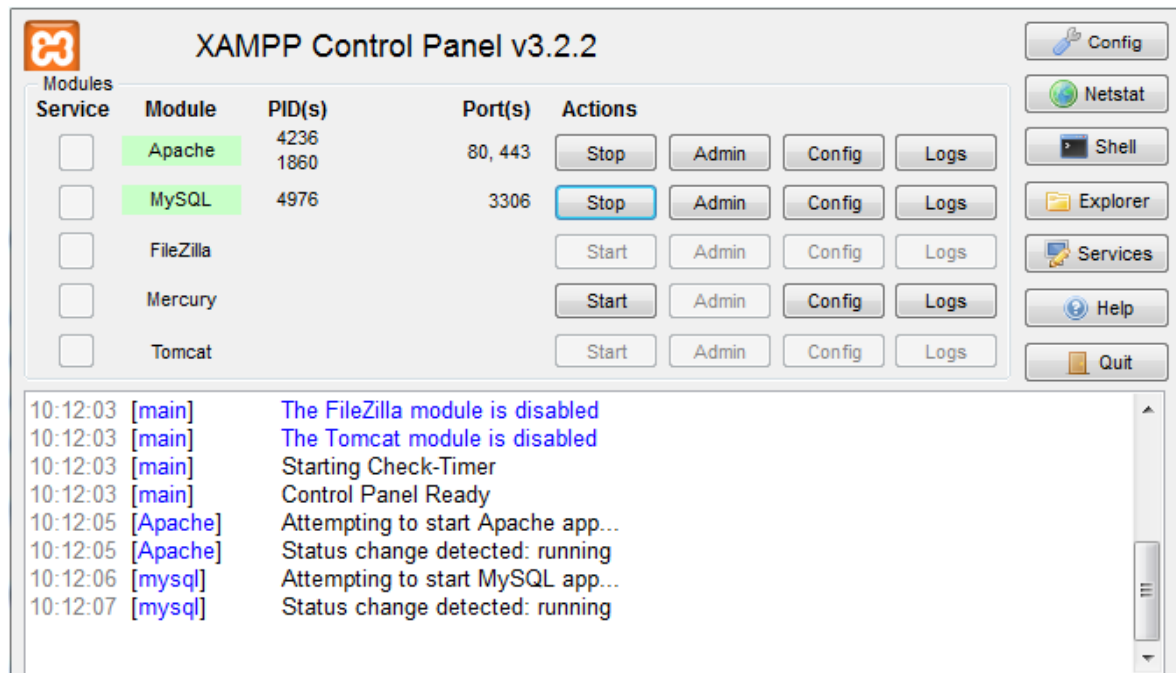 XAMPP Control Panel v3.2.2
Config
Modules
Netstat
Service Module PID(s) Port(s) Actions
Apache 4236 1860 80, 443 Stop Admin Config Logs
Shell
MySQL 4976 3306 Stop Admin Config Logs
Explorer
FileZilla Start Admin Config Logs
Services
Mercury Start Admin Config Logs
Help
Tomcat Start Admin Config Logs
Quit
10:12:03 [main] The FileZilla module is disabled
10:12:03 [main] The Tomcat module is disabled
10:12:03 [main] Starting Check-Timer
10:12:03 [main] Control Panel Ready
10:12:05 [Apache] Attempting to start Apache app...
10:12:05 [Apache] Status change detected: running
10:12:06 [mysql] Attempting to start MySQL app...
10:12:07 [mysql] Status change detected: running